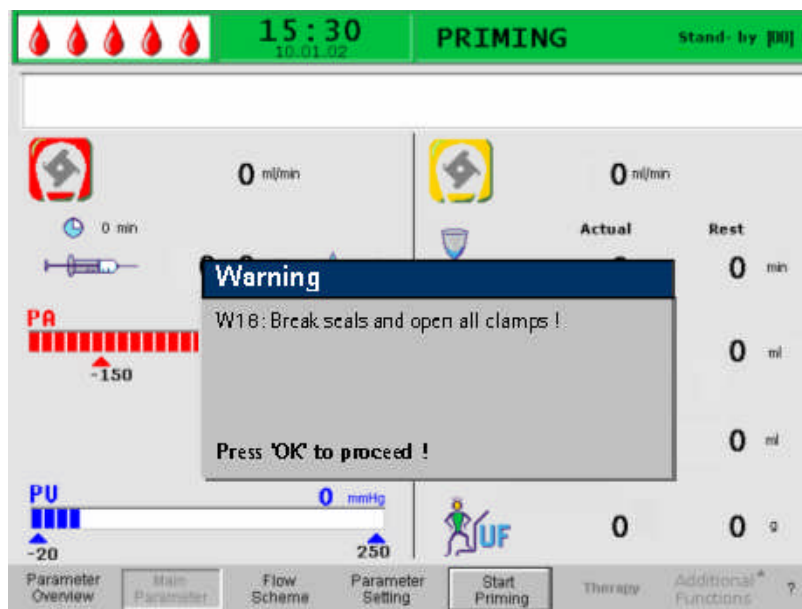 15:30
10.01.02
PRIMING
Stand- by [00]
0 ml/min
0 ml/min
0 min
Actual
Rest
0 min
Warning
W18: Break seals and open all clamps !
Press 'OK' to proceed !
PA
-150
0 ml
0 ml
PV
0 mmHg
-20
250
UF
0
0 g
Parameter Overview
Main Parameter
Flow Scheme
Parameter Setting
Start Priming
Therapy
Additional* Functions
?